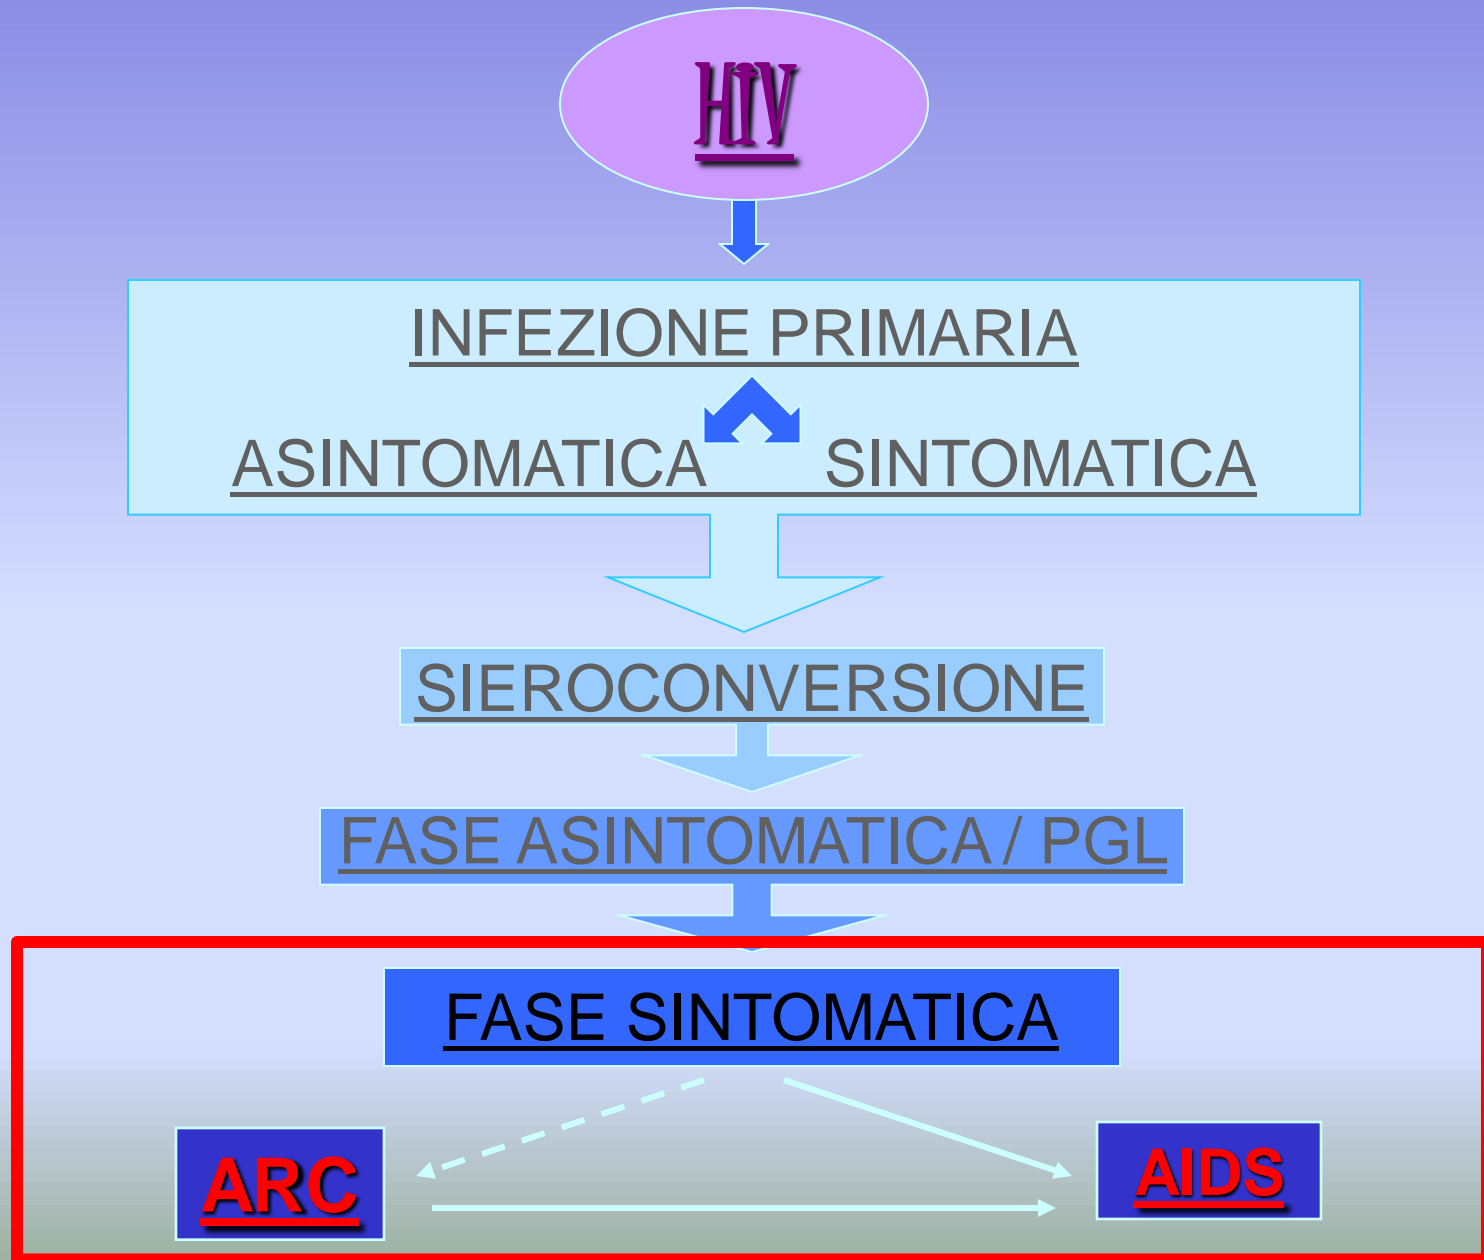 HIV
INFEZIONE PRIMARIA
ASINTOMATICA SINTOMATICA
SIEROCONVERSIONE
FASE ASINTOMATICA / PGL
FASE SINTOMATICA
ARC
AIDS